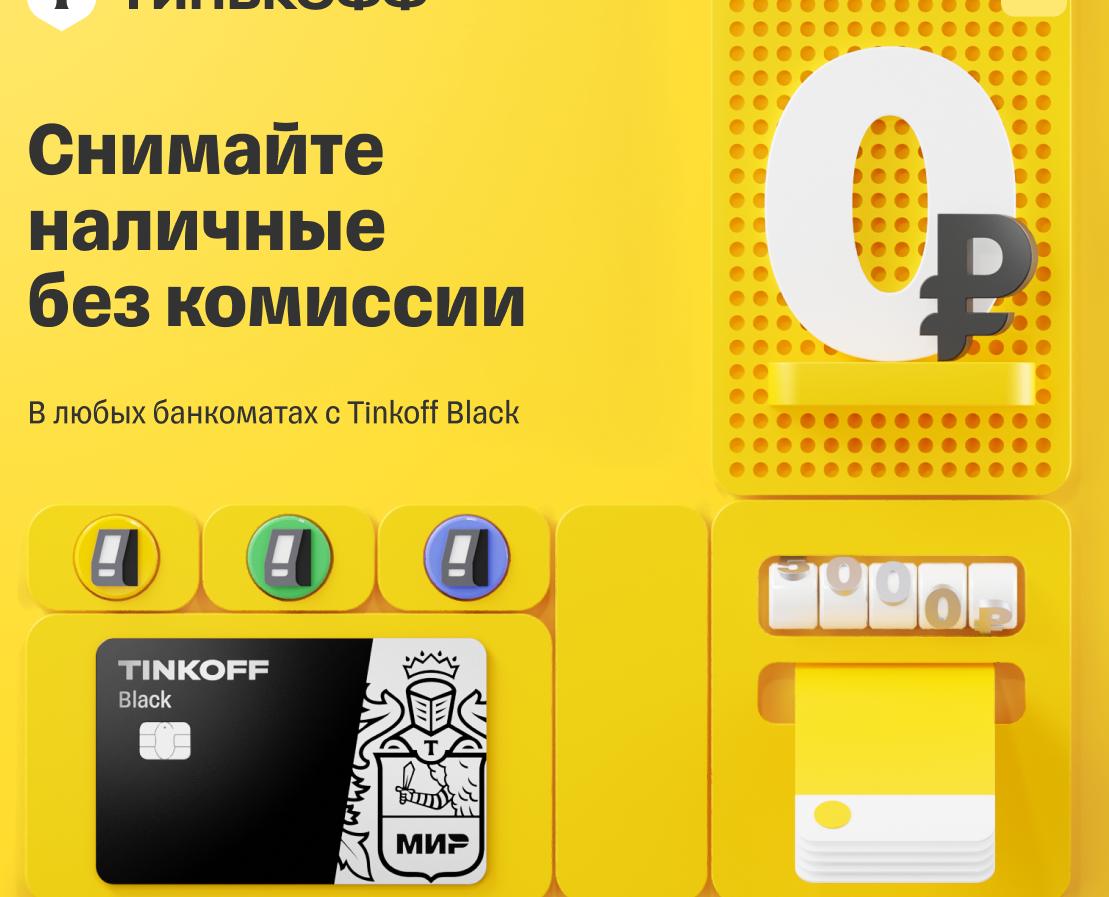 ТИНЬКОФФ
Снимайте
наличные
без комиссии
В любых банкоматах с Tinkoff Black
0 ₽
5000₽
TINKOFF
Black
Т
МИР